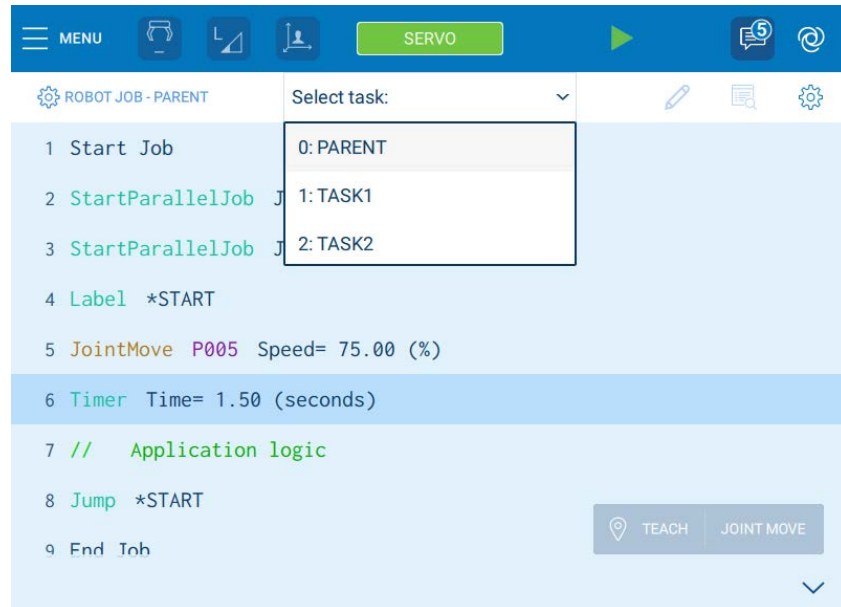 MENU
L
SERVO
5
ROBOT JOB - PARENT
Select task:
0: PARENT
1: TASK1
2: TASK2
1 Start Job
2 StartParallelJob J
3 StartParallelJob J
4 Label *START
5 JointMove P005 Speed= 75.00 (%)
6 Timer Time= 1.50 (seconds)
7 // Application logic
8 Jump *START
9 End Job
TEACH
JOINT MOVE